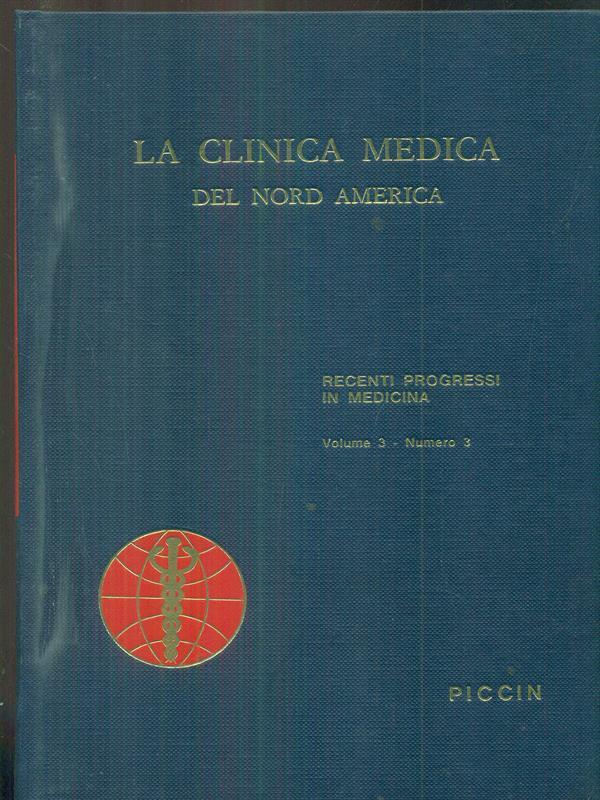 LA CLINICA MEDICA
DEL NORD AMERICA
RECENTI PROGRESSI
IN MEDICINA
Volume 3 - Numero 3
PICCIN